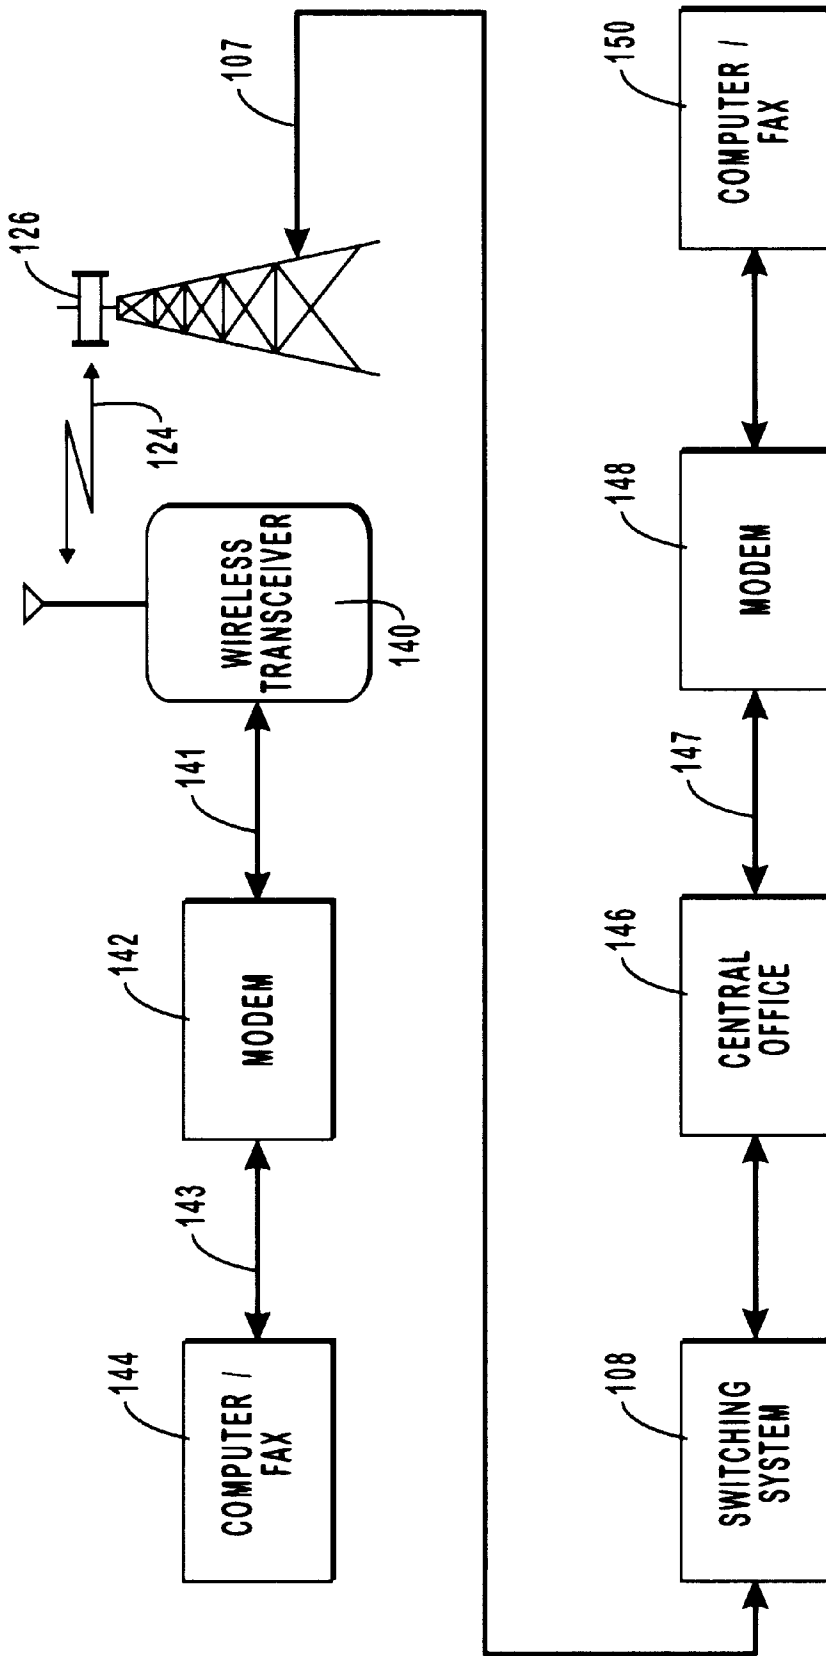 144
COMPUTER /
FAX
143
142
MODEM
141
WIRELESS
TRANSCEIVER
140
124
126
107
108
SWITCHING
SYSTEM
146
CENTRAL
OFFICE
147
148
MODEM
150
COMPUTER /
FAX